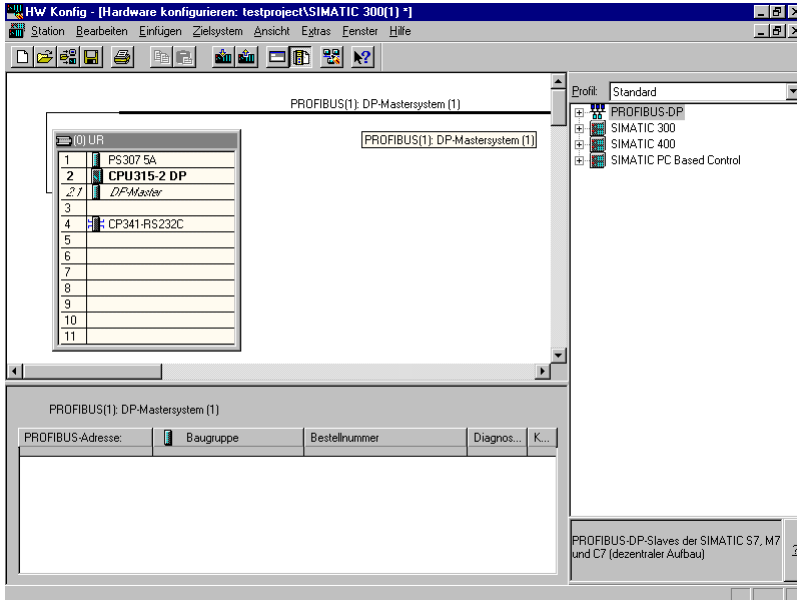 HW Konfig - [Hardware konfigurieren: testproject\SIMATIC 300(1) *]
Station Bearbeiten Einfügen Zielsystem Ansicht Extras Fenster Hilfe
PROFIBUS(1): DP-Mastersystem (1)
PROFIBUS(1): DP-Mastersystem (1)
(0) UR
1 PS307 5A
2 CPU315-2 DP
2.1 DP-Master
3
4 CP341-RS232C
5
6
7
8
9
10
11
Profil: Standard
PROFIBUS-DP
SIMATIC 300
SIMATIC 400
SIMATIC PC Based Control
PROFIBUS(1): DP-Mastersystem (1)
PROFIBUS-Adresse: Baugruppe Bestellnummer Diagnos... K...
PROFIBUS-DP-Slaves der SIMATIC S7, M7
und C7 (dezentraler Aufbau)